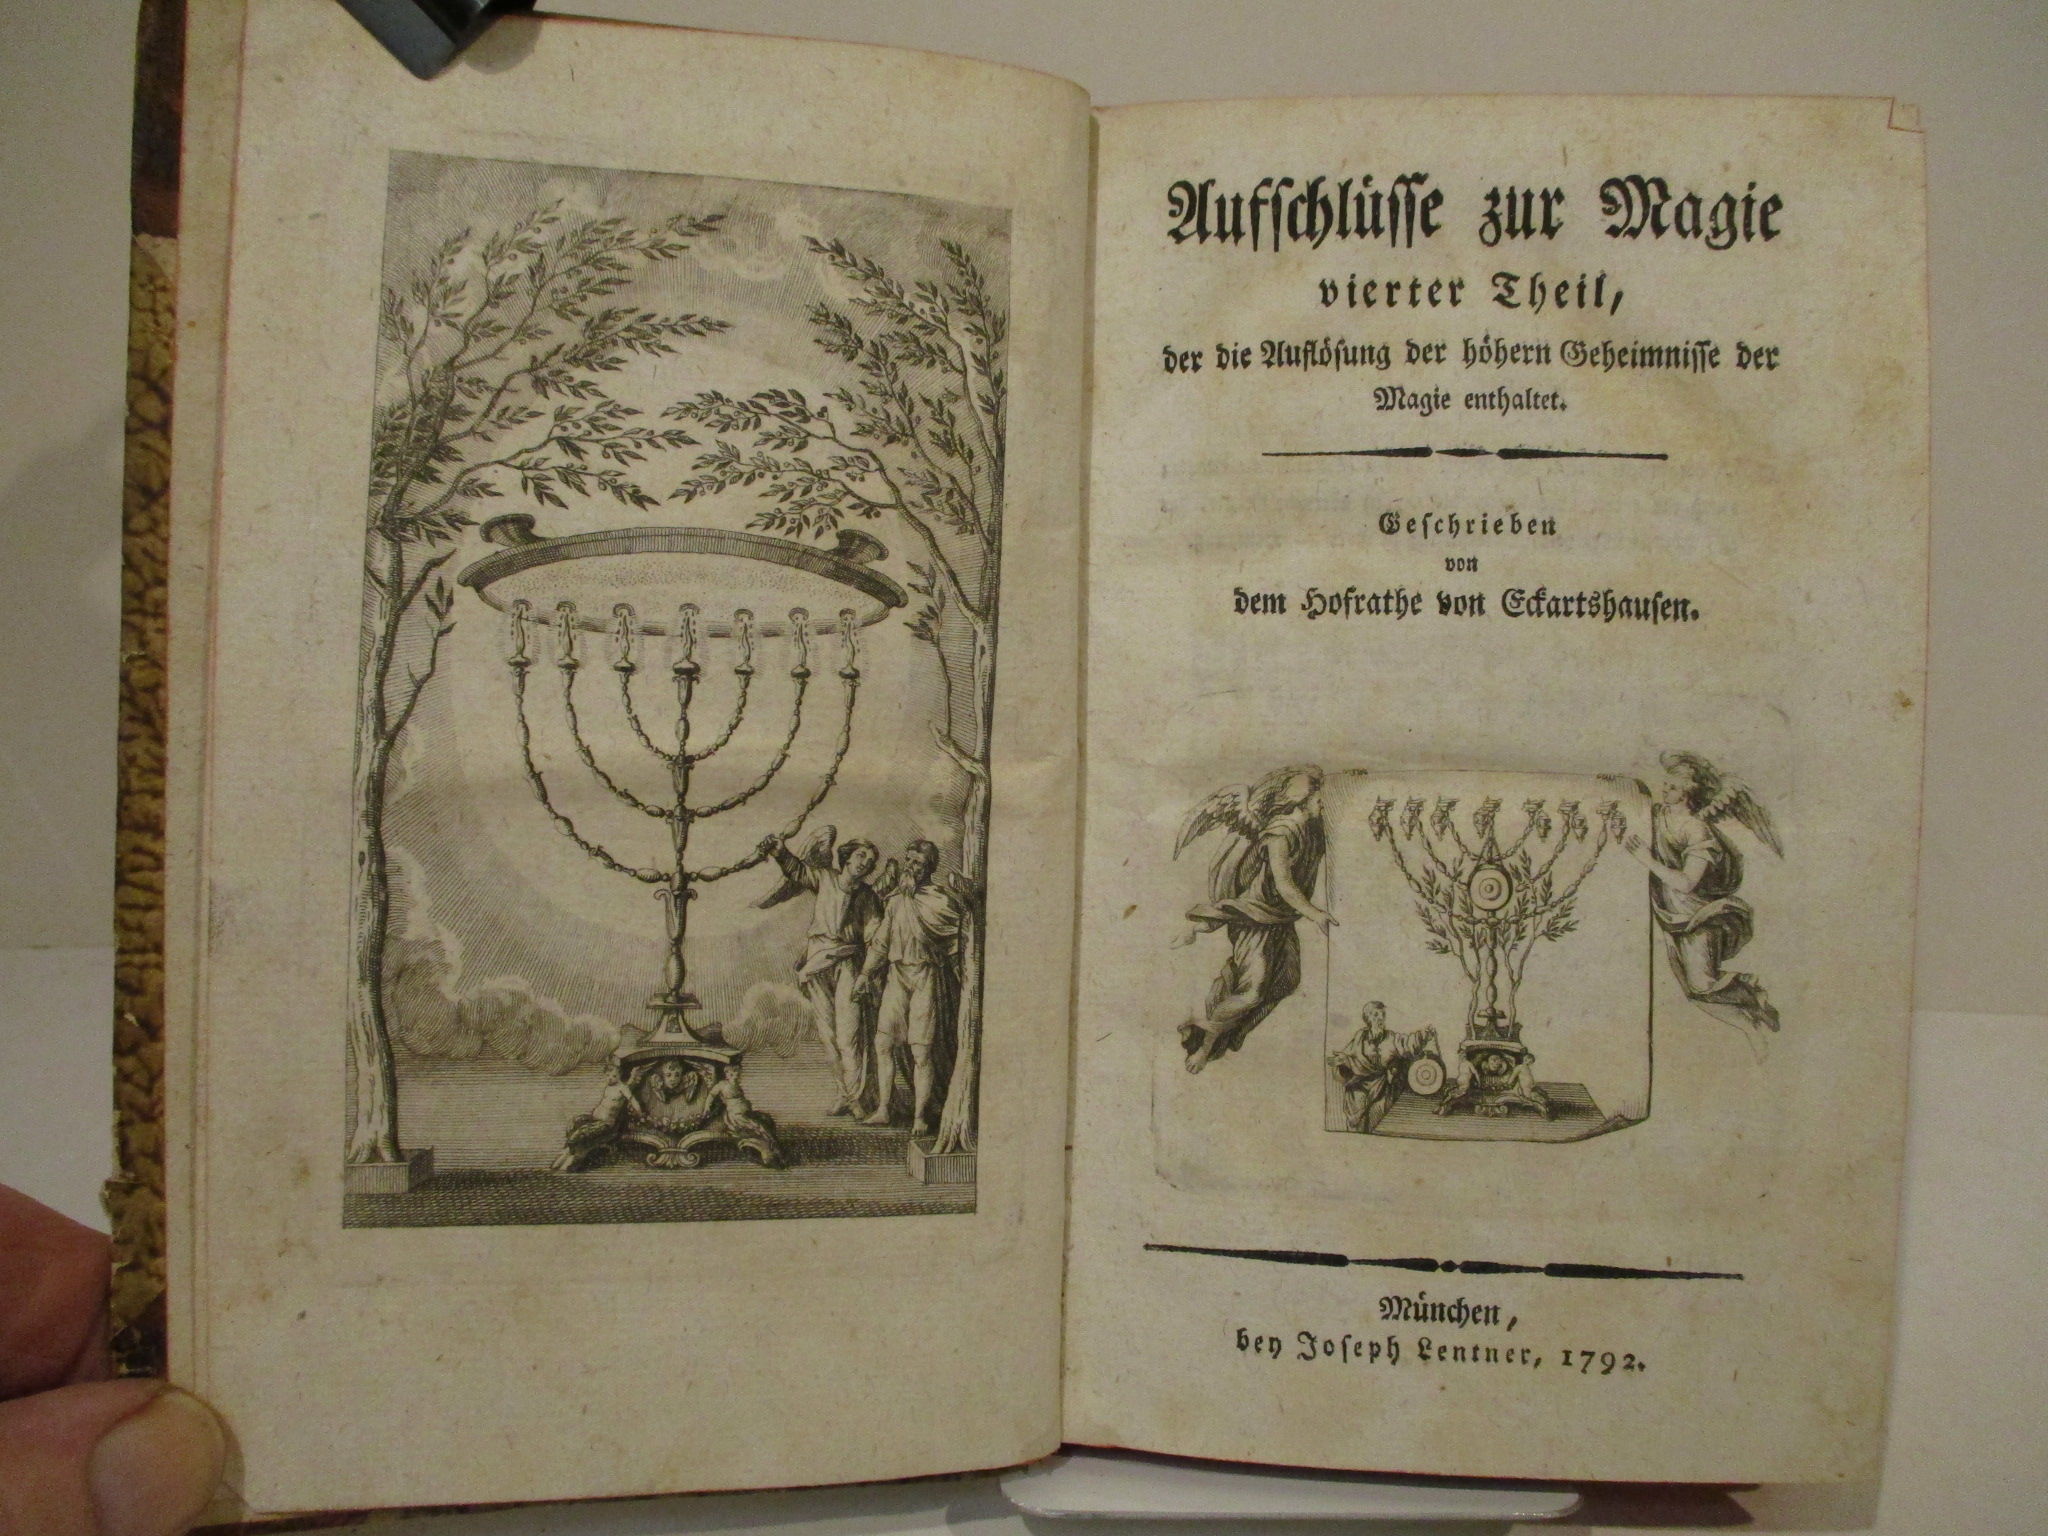 Aufſchlüſſe zur Magie
vierter Theil,
der die Auflöſung der höhern Geheimniſſe der
Magie enthaltet.
Geſchrieben
von
dem Hofrathe von Eckartshauſen.
München,
bey Joſeph Lentner, 1792.